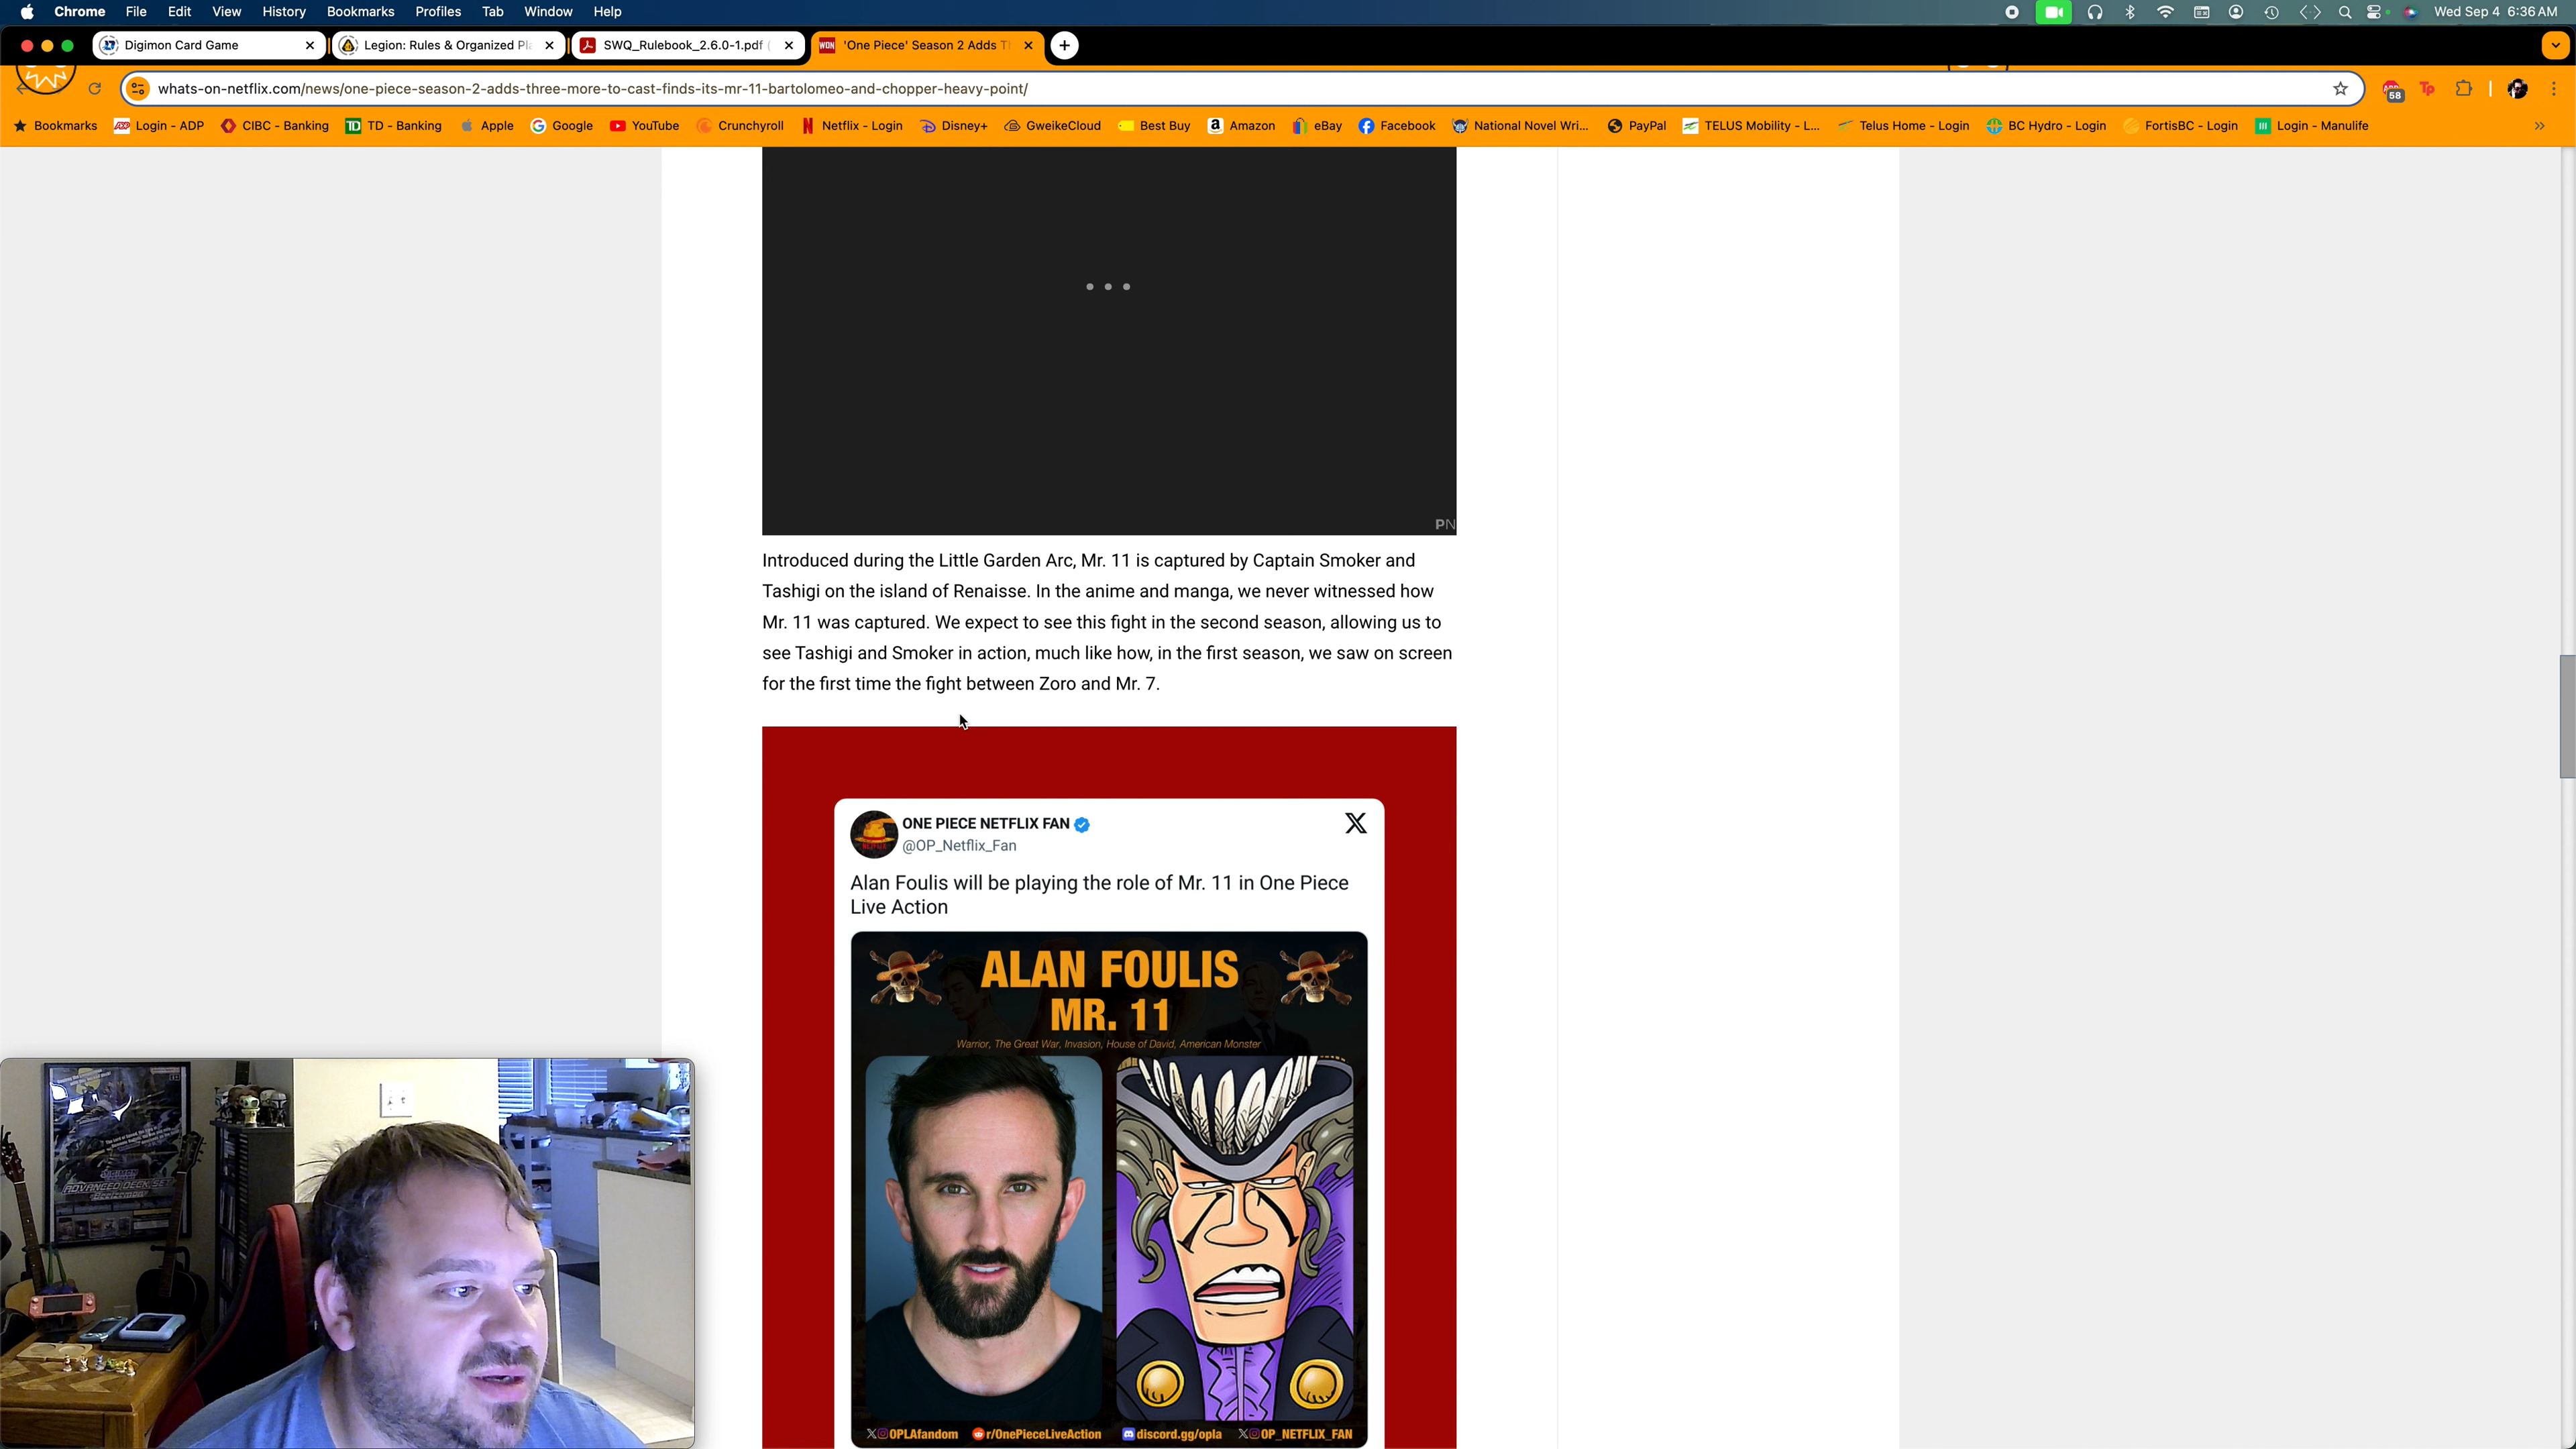 Chrome File Edit View History Bookmarks Profiles Tab Window Help Wed Sep 4 6:36 AM
Digimon Card Game Legion: Rules & Organized Pl SWQ_Rulebook_2.6.0-1.pdf ( 'One Piece' Season 2 Adds T
whats-on-netflix.com/news/one-piece-season-2-adds-three-more-to-cast-finds-its-mr-11-bartolomeo-and-chopper-heavy-point/ 58 Tp
Bookmarks Login - ADP CIBC - Banking TD - Banking Apple Google YouTube Crunchyroll Netflix - Login Disney+ GweikeCloud Best Buy Amazon eBay Facebook National Novel Wri... PayPal TELUS Mobility - L... Telus Home - Login BC Hydro - Login FortisBC - Login Login - Manulife
PN
Introduced during the Little Garden Arc, Mr. 11 is captured by Captain Smoker and
Tashigi on the island of Renaisse. In the anime and manga, we never witnessed how
Mr. 11 was captured. We expect to see this fight in the second season, allowing us to
see Tashigi and Smoker in action, much like how, in the first season, we saw on screen
for the first time the fight between Zoro and Mr. 7.
ONE PIECE NETFLIX FAN
@OP_Netflix_Fan
Alan Foulis will be playing the role of Mr. 11 in One Piece
Live Action
ALAN FOULIS
MR. 11
Warrior, The Great War, Invasion, House of David, American Monster
OPLAfandom r/OnePieceLiveAction discord.gg/opla OP_NETFLIX_FAN
DIGIMON
ADVANCED DECK SET